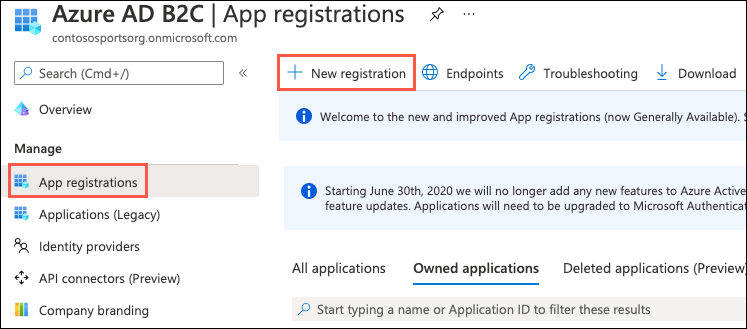 Azure AD B2C | App registrations
contososportsorg.onmicrosoft.com
Search (Cmd+/)
Overview
Manage
App registrations
Applications (Legacy)
Identity providers
API connectors (Preview)
Company branding
New registration
Endpoints
Troubleshooting
Download
Welcome to the new and improved App registrations (now Generally Available). S
Starting June 30th, 2020 we will no longer add any new features to Azure Active
feature updates. Applications will need to be upgraded to Microsoft Authenticat
All applications
Owned applications
Deleted applications (Preview)
Start typing a name or Application ID to filter these results